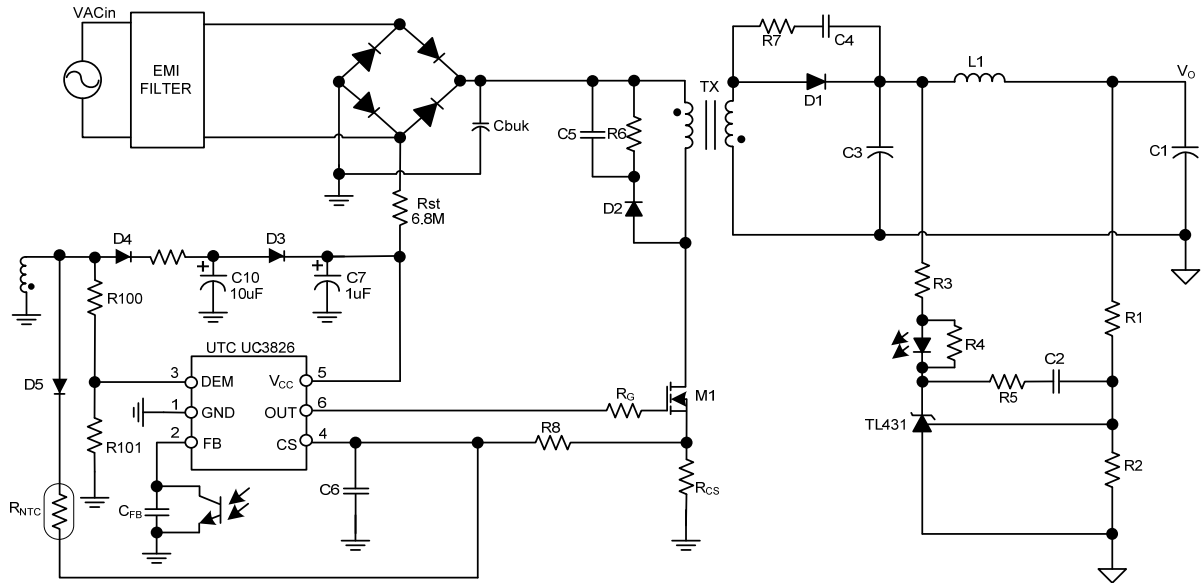 VACin
EMI
FILTER
Cbuk
Rst
6.8M
C5
R6
D2
TX
R7
C4
D1
C3
L1
VO
C1
D4
D3
C10
10uF
C7
1uF
R100
UTC UC3826
3
DEM
VCC
5
1
GND
OUT
6
2
FB
CS
4
D5
R101
RNTC
CFB
C6
R8
RG
M1
RCS
R3
R4
R1
C2
R5
TL431
R2